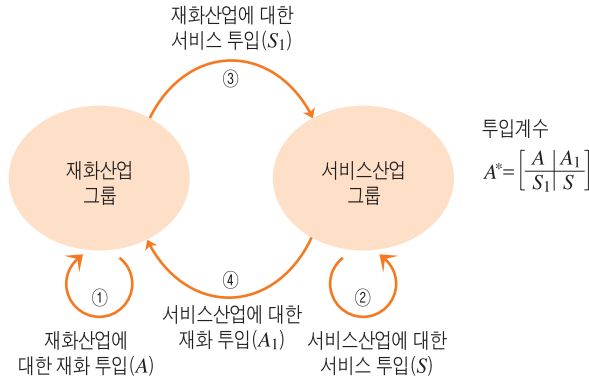 재화산업에 대한
서비스 투입(S1)
③
재화산업
그룹
서비스산업
그룹
투입계수
A*=[A | A1
S1 | S]
①
④
②
서비스산업에 대한
재화 투입(A1)
재화산업에
대한 재화 투입(A)
서비스산업에 대한
서비스 투입(S)